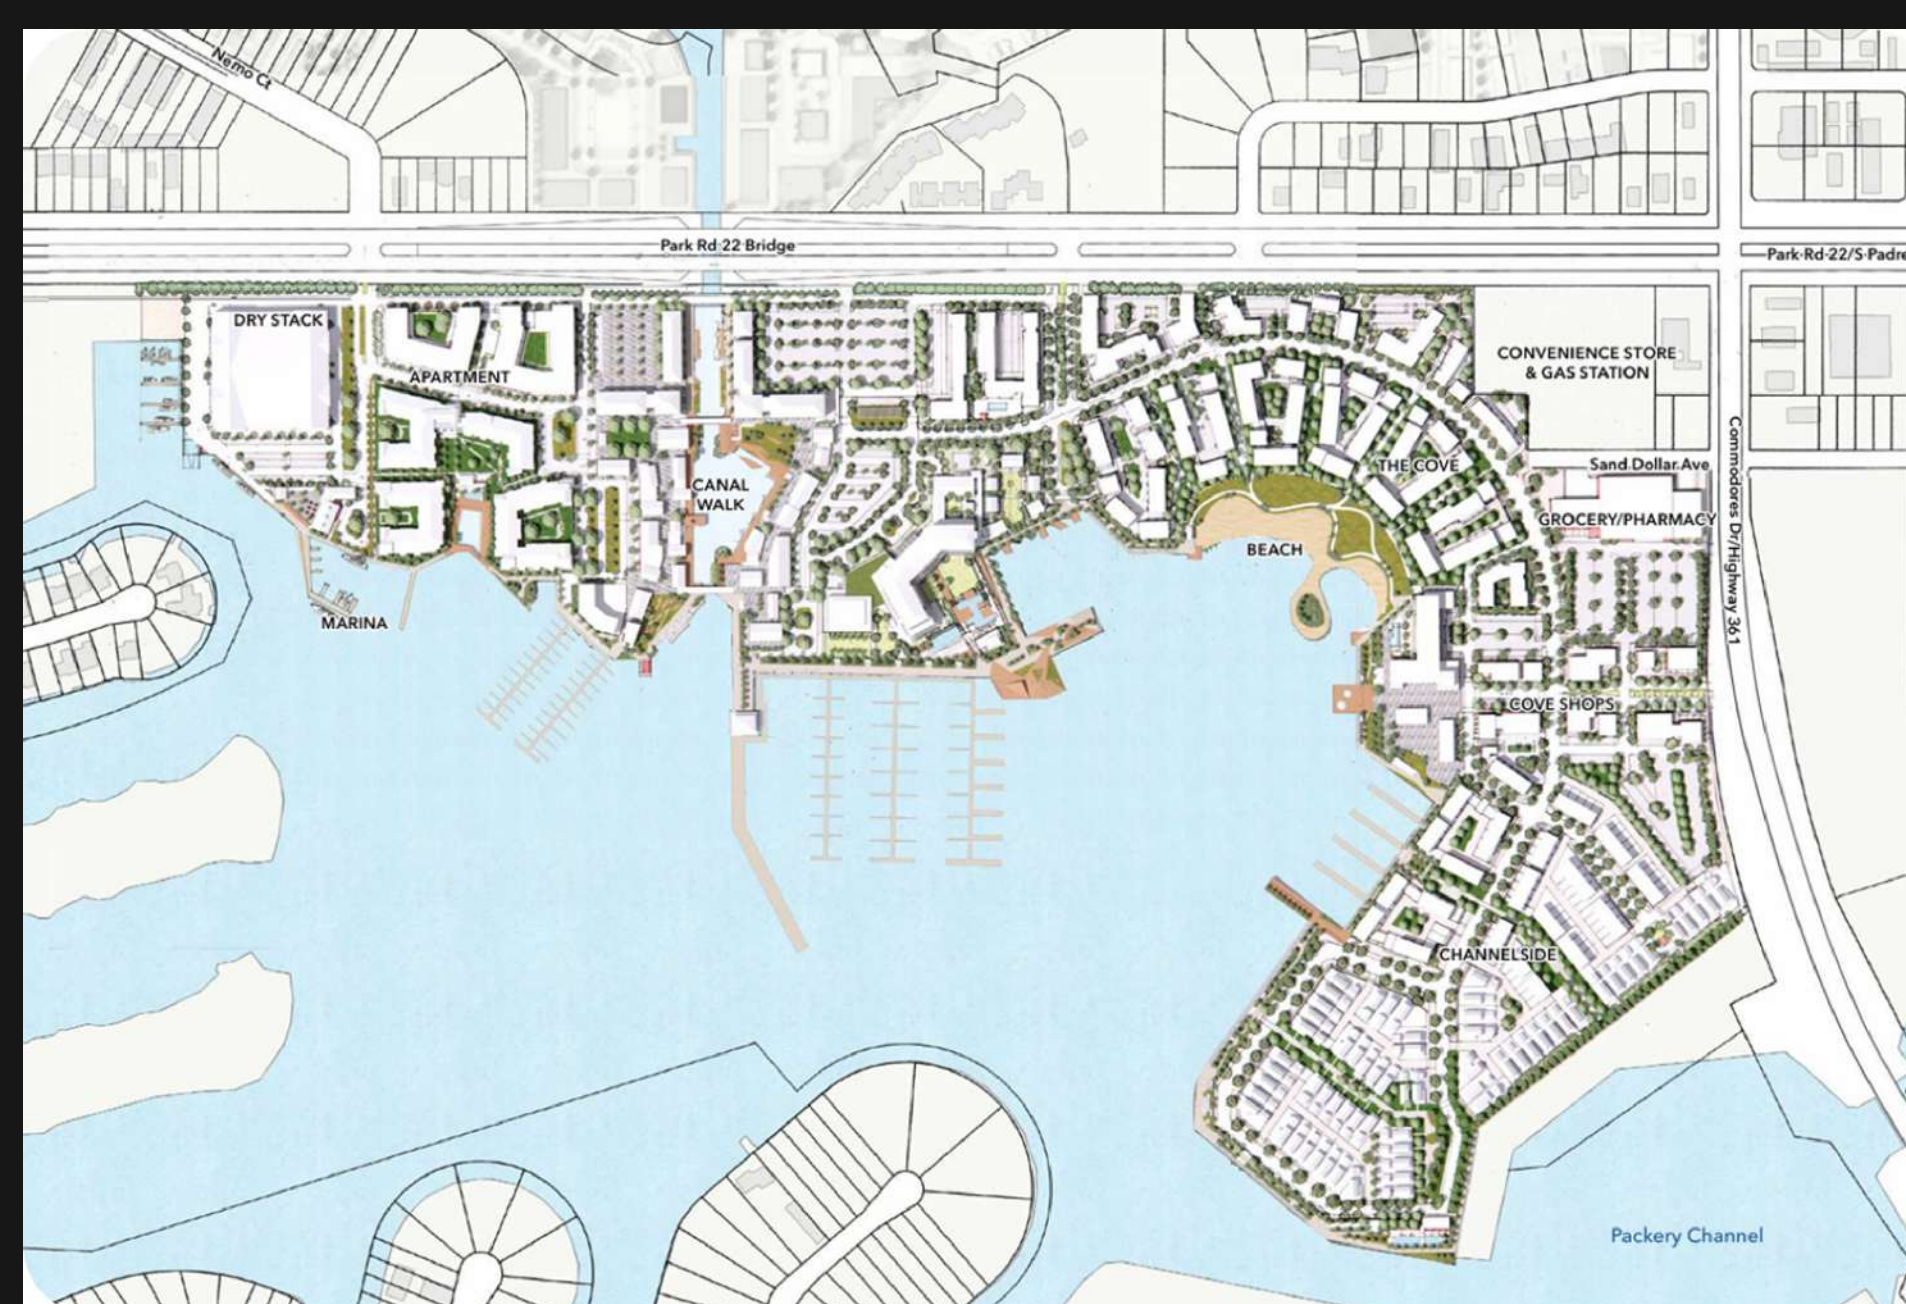 Nemo Ct
Park Rd 22 Bridge
Park Rd 22/S Padre
DRY STACK
APARTMENT
CONVENIENCE STORE
& GAS STATION
Commodores Dr/Highway 361
CANAL
WALK
THE COVE
Sand Dollar Ave
GROCERY/PHARMACY
BEACH
MARINA
COVE SHOPS
CHANNELSIDE
Packery Channel